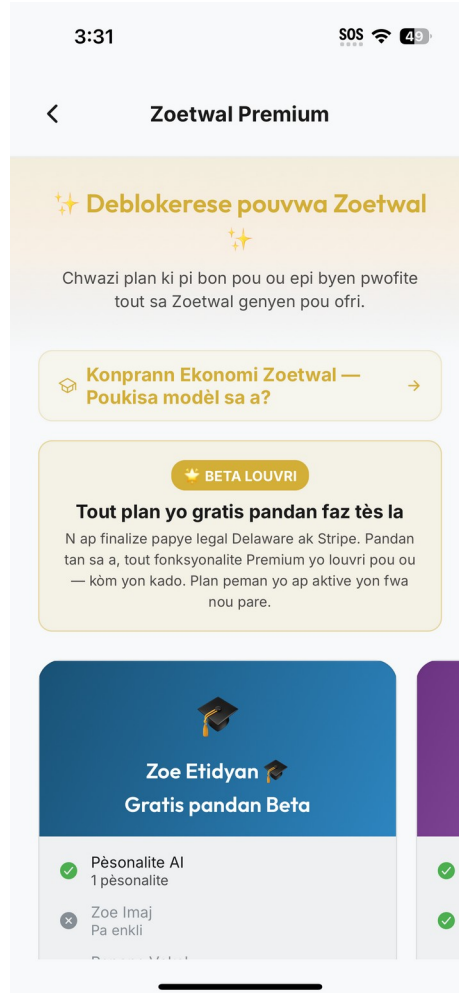 3:31
SOS
49
Zoetwal Premium
✨ Deblokerese pouvwa Zoetwal
✨
Chwazi plan ki pi bon pou ou epi byen pwofite
tout sa Zoetwal genyen pou ofri.
Konprann Ekonomi Zoetwal —
Poukisa modèl sa a?
🌟 BETA LOUVRI
Tout plan yo gratis pandan faz tès la
N ap finalize papye legal Delaware ak Stripe. Pandan
tan sa a, tout fonksyonalite Premium yo louvri pou ou
— kòm yon kado. Plan peman yo ap aktive yon fwa
nou pare.
Zoe Etidyan 🎓
Gratis pandan Beta
Pèsonalite AI
1 pèsonalite
Zoe Imaj
Pa enkli